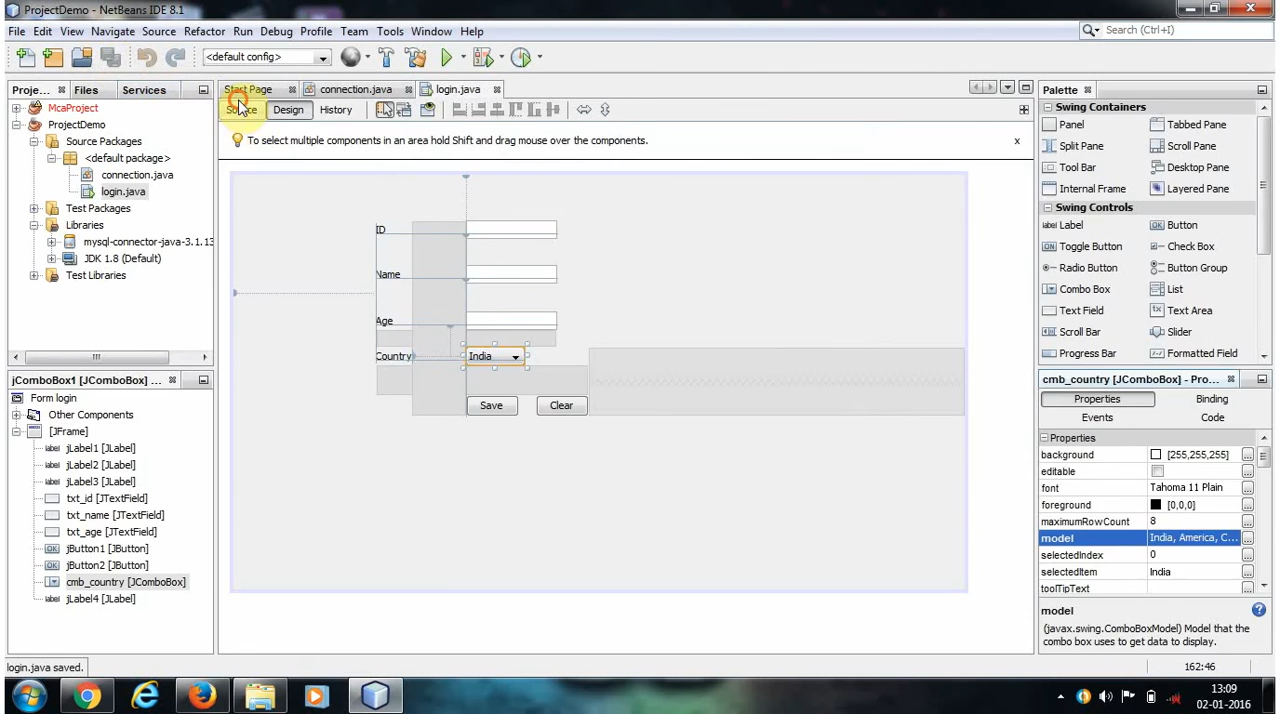 ProjectDemo - NetBeans IDE 8.1
File Edit View Navigate Source Refactor Run Debug Profile Team Tools Window Help
Search (Ctrl+I)
<default config>
Proje... Files Services
Start Page connection.java login.java
Palette
McaProject
ProjectDemo
Source Packages
<default package>
connection.java
login.java
Test Packages
Libraries
mysql-connector-java-3.1.13
JDK 1.8 (Default)
Test Libraries
Source Design History
To select multiple components in an area hold Shift and drag mouse over the components. x
ID
Name
Age
Country India
Save Clear
Swing Containers
Panel Tabbed Pane
Split Pane Scroll Pane
Tool Bar Desktop Pane
Internal Frame Layered Pane
Swing Controls
Label Button
Toggle Button Check Box
Radio Button Button Group
Combo Box List
Text Field Text Area
Scroll Bar Slider
Progress Bar Formatted Field
jComboBox1 [JComboBox] ...
Form login
Other Components
[JFrame]
jLabel1 [JLabel]
jLabel2 [JLabel]
jLabel3 [JLabel]
txt_id [JTextField]
txt_name [JTextField]
txt_age [JTextField]
jButton1 [JButton]
jButton2 [JButton]
cmb_country [JComboBox]
jLabel4 [JLabel]
cmb_country [JComboBox] - Pro...
Properties Binding
Events Code
Properties
background [255,255,255] ...
editable ...
font Tahoma 11 Plain ...
foreground [0,0,0] ...
maximumRowCount 8 ...
model India, America, C... ...
selectedIndex 0 ...
selectedItem India ...
toolTipText ...
model
(javax.swing.ComboBoxModel) Model that the
combo box uses to get data to display.
login.java saved.
162:46
13:09
02-01-2016